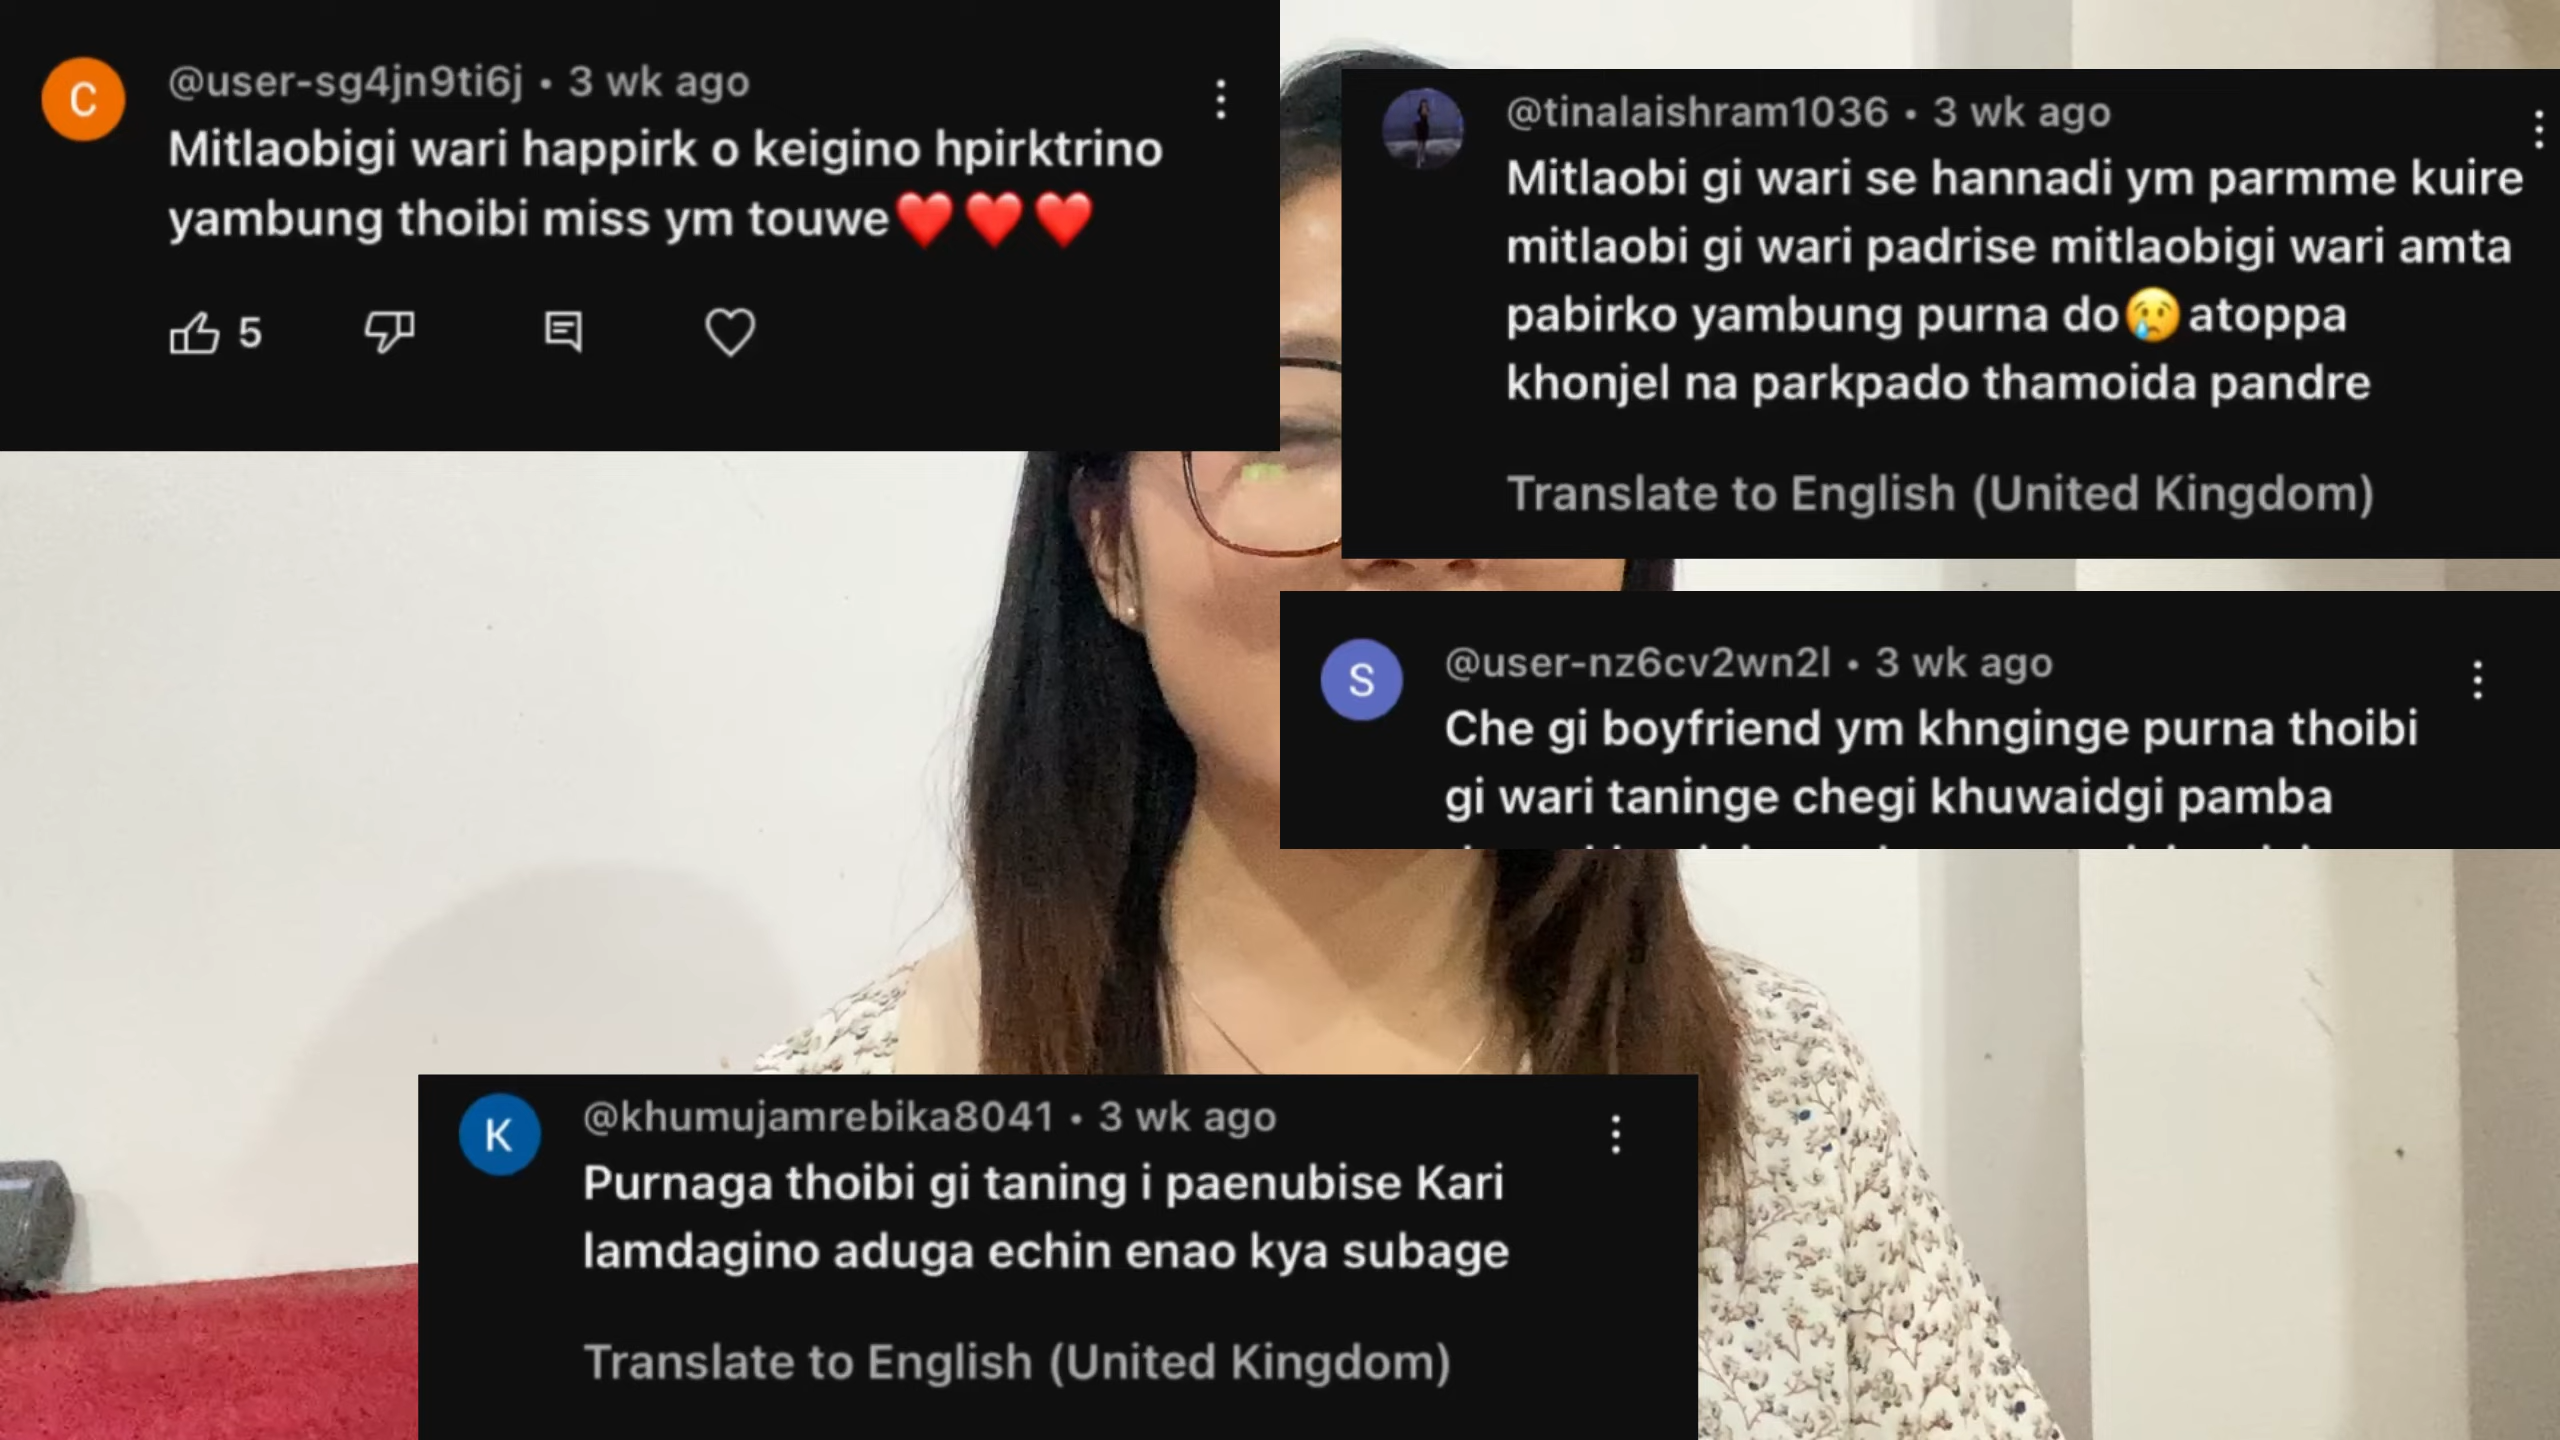 C
@user-sg4jn9ti6j • 3 wk ago
Mitlaobigi wari happirk o keigino hpirktrino
yambung thoibi miss ym touwe❤️❤️❤️
5
@tinalaishram1036 • 3 wk ago
Mitlaobi gi wari se hannadi ym parmme kuire
mitlaobi gi wari padrise mitlaobigi wari amta
pabirko yambung purna do😢atoppa
khonjel na parkpado thamoida pandre
Translate to English (United Kingdom)
S
@user-nz6cv2wn2l • 3 wk ago
Che gi boyfriend ym khnginge purna thoibi
gi wari taninge chegi khuwaidgi pamba
K
@khumujamrebika8041 • 3 wk ago
Purnaga thoibi gi taning i paenubise Kari
lamdagino aduga echin enao kya subage
Translate to English (United Kingdom)